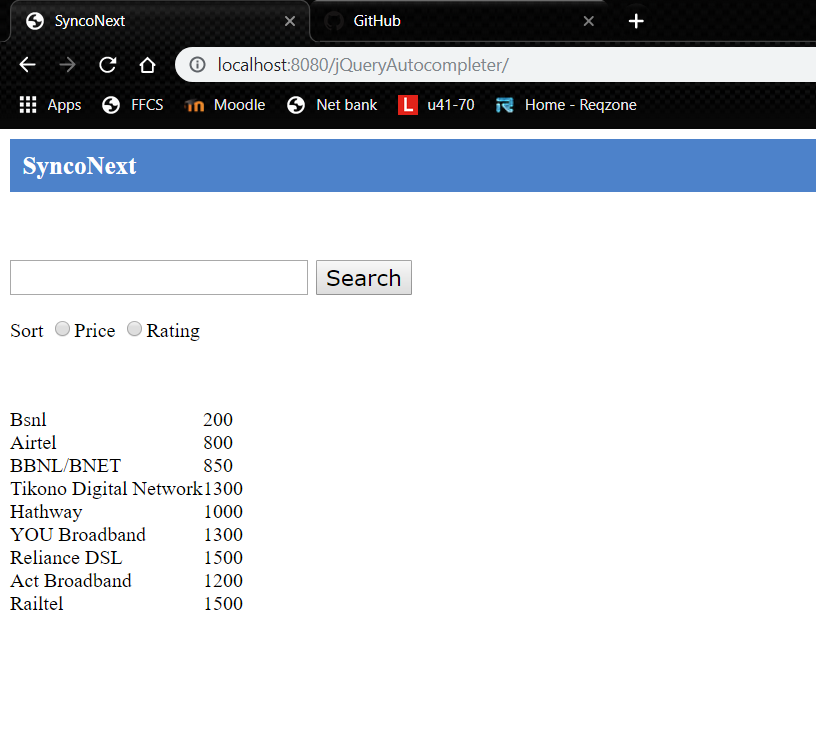 SyncoNext GitHub
localhost:8080/jQueryAutocompleter/
Apps FFCS Moodle Net bank L u41-70 Home - Reqzone
SyncoNext
Search
Sort Price Rating
Bsnl 200
Airtel 800
BBNL/BNET 850
Tikono Digital Network1300
Hathway 1000
YOU Broadband 1300
Reliance DSL 1500
Act Broadband 1200
Railtel 1500